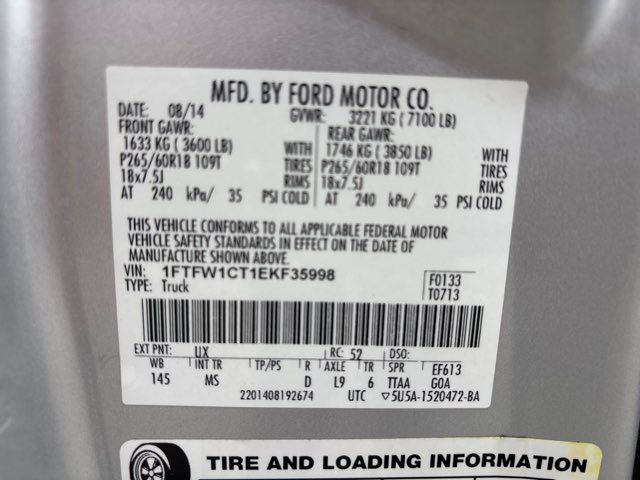 MFD. BY FORD MOTOR CO.
DATE: 08/14 GVWR: 3221 KG ( 7100 LB)
FRONT GAWR: REAR GAWR:
1633 KG ( 3600 LB) WITH 1746 KG ( 3850 LB) WITH
P265/60R18 109T TIRES P265/60R18 109T TIRES
18x7.5J RIMS 18x7.5J RIMS
AT 240 kPa/ 35 PSI COLD AT 240 kPa/ 35 PSI COLD
THIS VEHICLE CONFORMS TO ALL APPLICABLE FEDERAL MOTOR
VEHICLE SAFETY STANDARDS IN EFFECT ON THE DATE OF
MANUFACTURE SHOWN ABOVE.
VIN: 1FTFW1CT1EKF35998 F0133
TYPE: Truck T0713
EXT PNT: UX RC: 52 DSO:
WB INT TR TP/PS R AXLE TR SPR EF613
145 MS D L9 6 TTAA GOA
2201408192674 UTC ▽5U5A-1520472-BA
TIRE AND LOADING INFORMATION